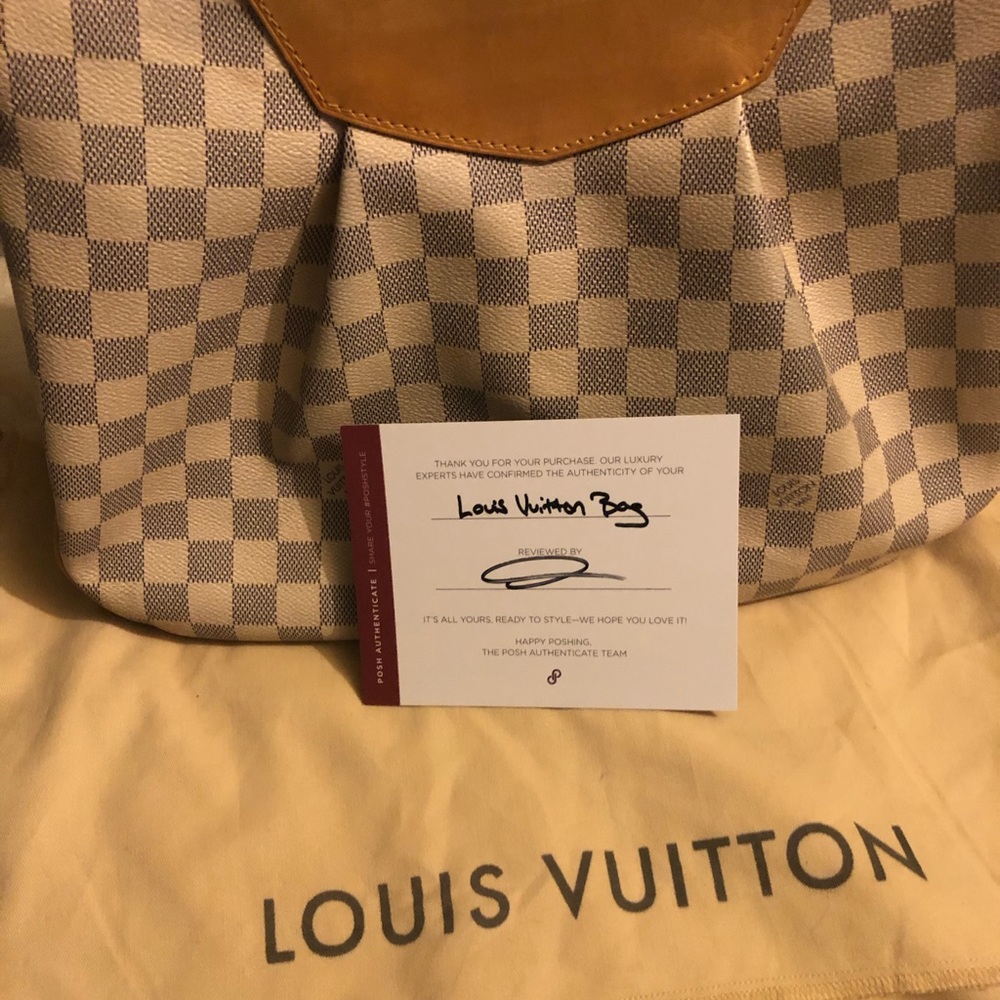 THANK YOU FOR YOUR PURCHASE. OUR LUXURY
EXPERTS HAVE CONFIRMED THE AUTHENTICITY OF YOUR
Louis Vuitton Bag
REVIEWED BY
IT'S ALL YOURS, READY TO STYLE—WE HOPE YOU LOVE IT!
HAPPY POSHING,
THE POSH AUTHENTICATE TEAM
POSH AUTHENTICATE | SHARE YOUR #POSHSTYLE
LOUIS VUITTON